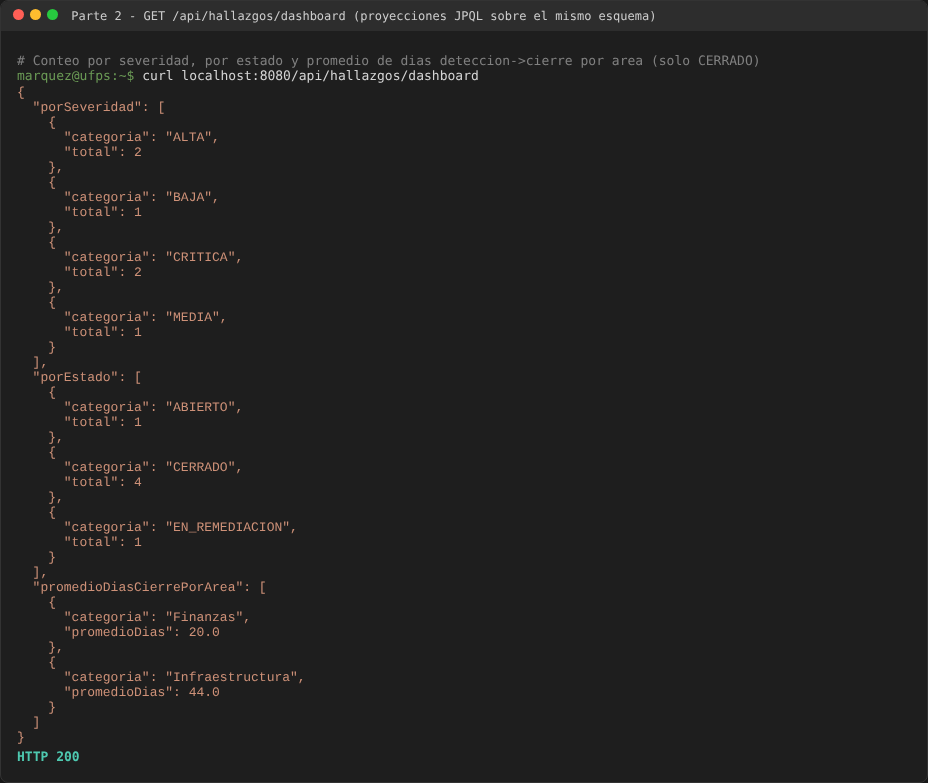 Parte 2 - GET /api/hallazgos/dashboard (proyecciones JPQL sobre el mismo esquema)
# Conteo por severidad, por estado y promedio de dias deteccion->cierre por area (solo CERRADO)
marquez@ufps:~$ curl localhost:8080/api/hallazgos/dashboard
{
  "porSeveridad": [
    {
      "categoria": "ALTA",
      "total": 2
    },
    {
      "categoria": "BAJA",
      "total": 1
    },
    {
      "categoria": "CRITICA",
      "total": 2
    },
    {
      "categoria": "MEDIA",
      "total": 1
    }
  ],
  "porEstado": [
    {
      "categoria": "ABIERTO",
      "total": 1
    },
    {
      "categoria": "CERRADO",
      "total": 4
    },
    {
      "categoria": "EN_REMEDIACION",
      "total": 1
    }
  ],
  "promedioDiasCierrePorArea": [
    {
      "categoria": "Finanzas",
      "promedioDias": 20.0
    },
    {
      "categoria": "Infraestructura",
      "promedioDias": 44.0
    }
  ]
}
HTTP 200